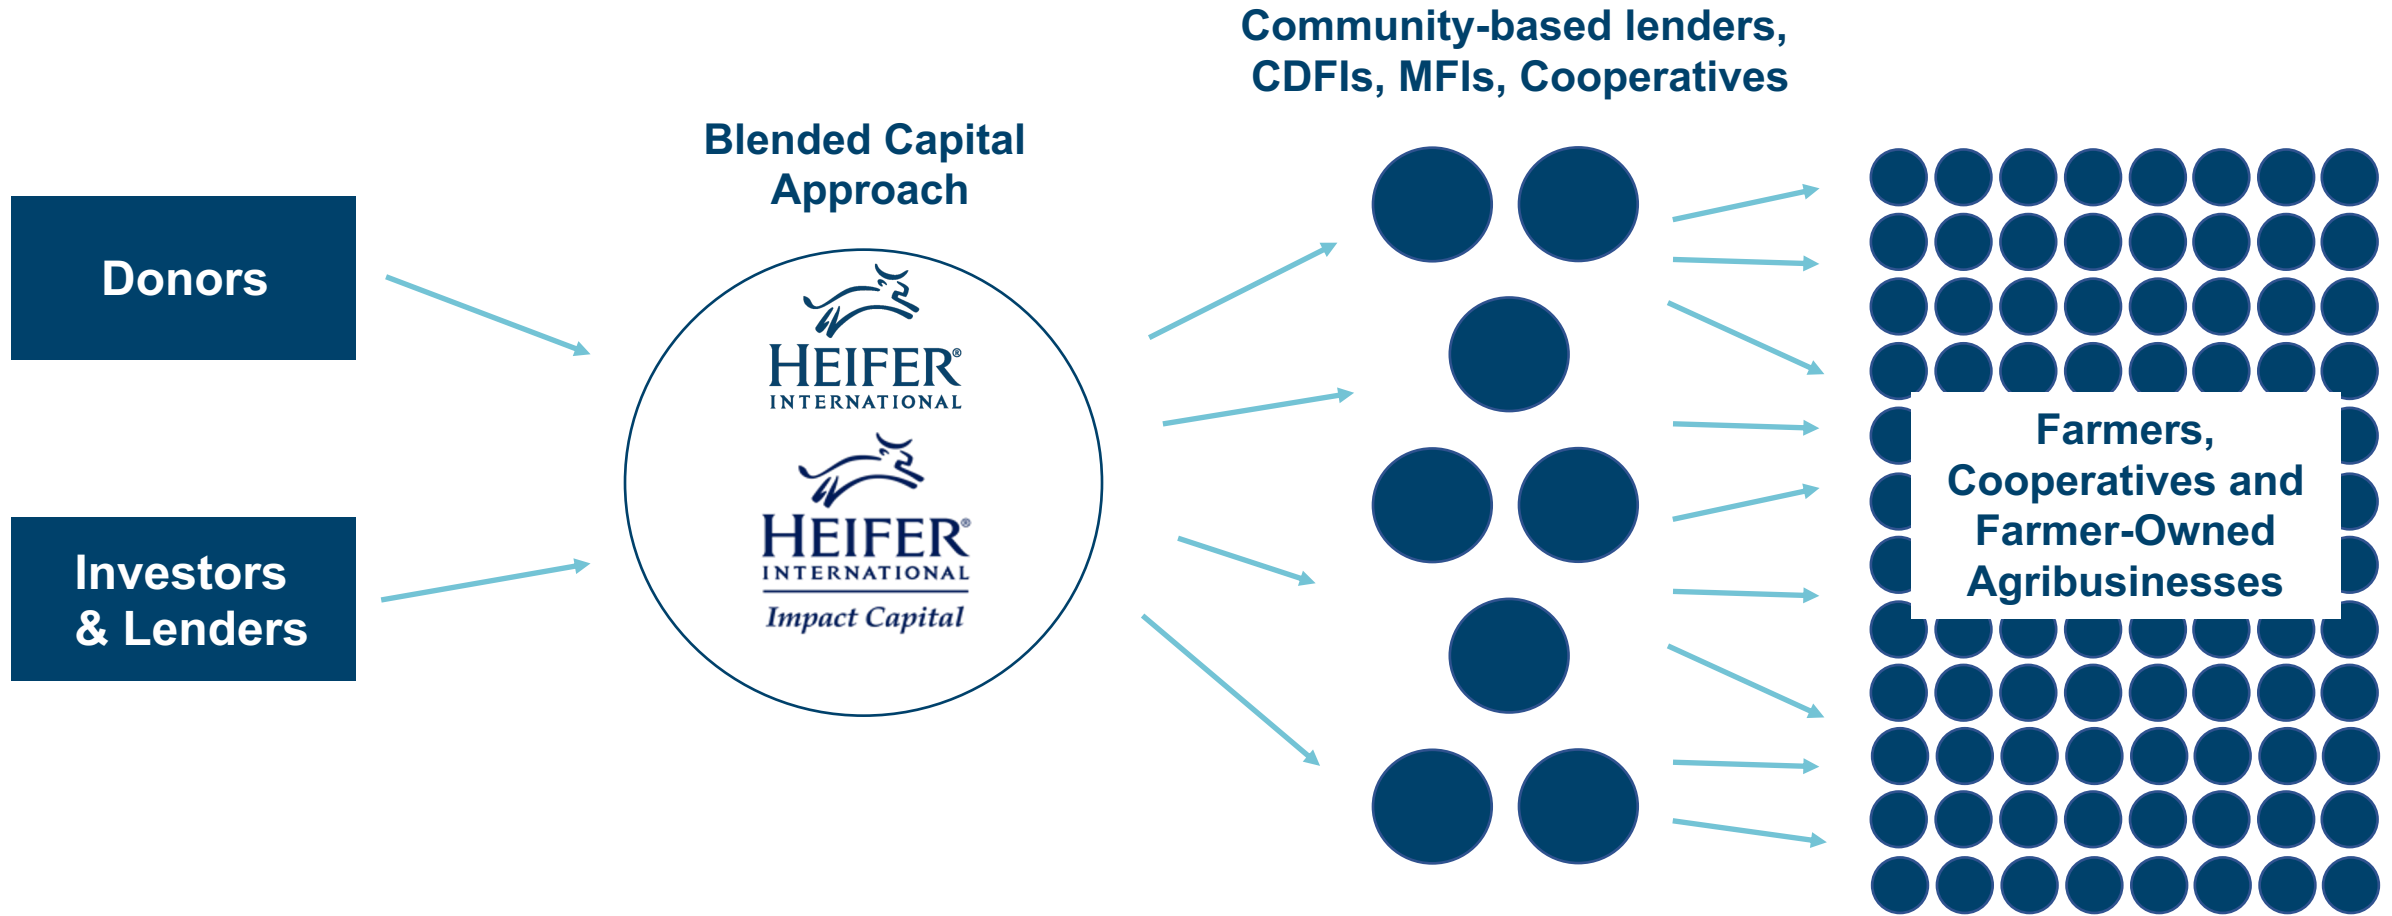 Community-based lenders,
CDFIs, MFIs, Cooperatives
Blended Capital
Approach
Donors
Investors
& Lenders
HEIFER®
INTERNATIONAL
HEIFER®
INTERNATIONAL
Impact Capital
Farmers,
Cooperatives and
Farmer-Owned
Agribusinesses